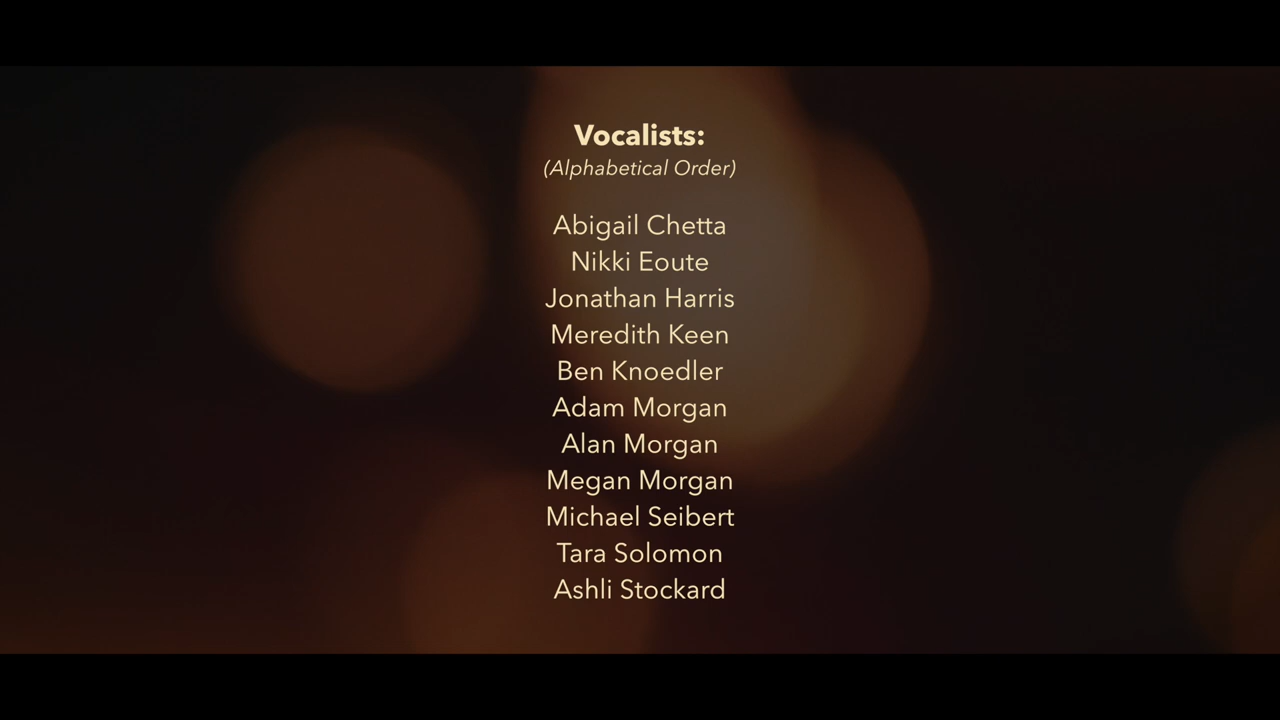 Vocalists:
(Alphabetical Order)
Abigail Chetta
Nikki Eoute
Jonathan Harris
Meredith Keen
Ben Knoedler
Adam Morgan
Alan Morgan
Megan Morgan
Michael Seibert
Tara Solomon
Ashli Stockard